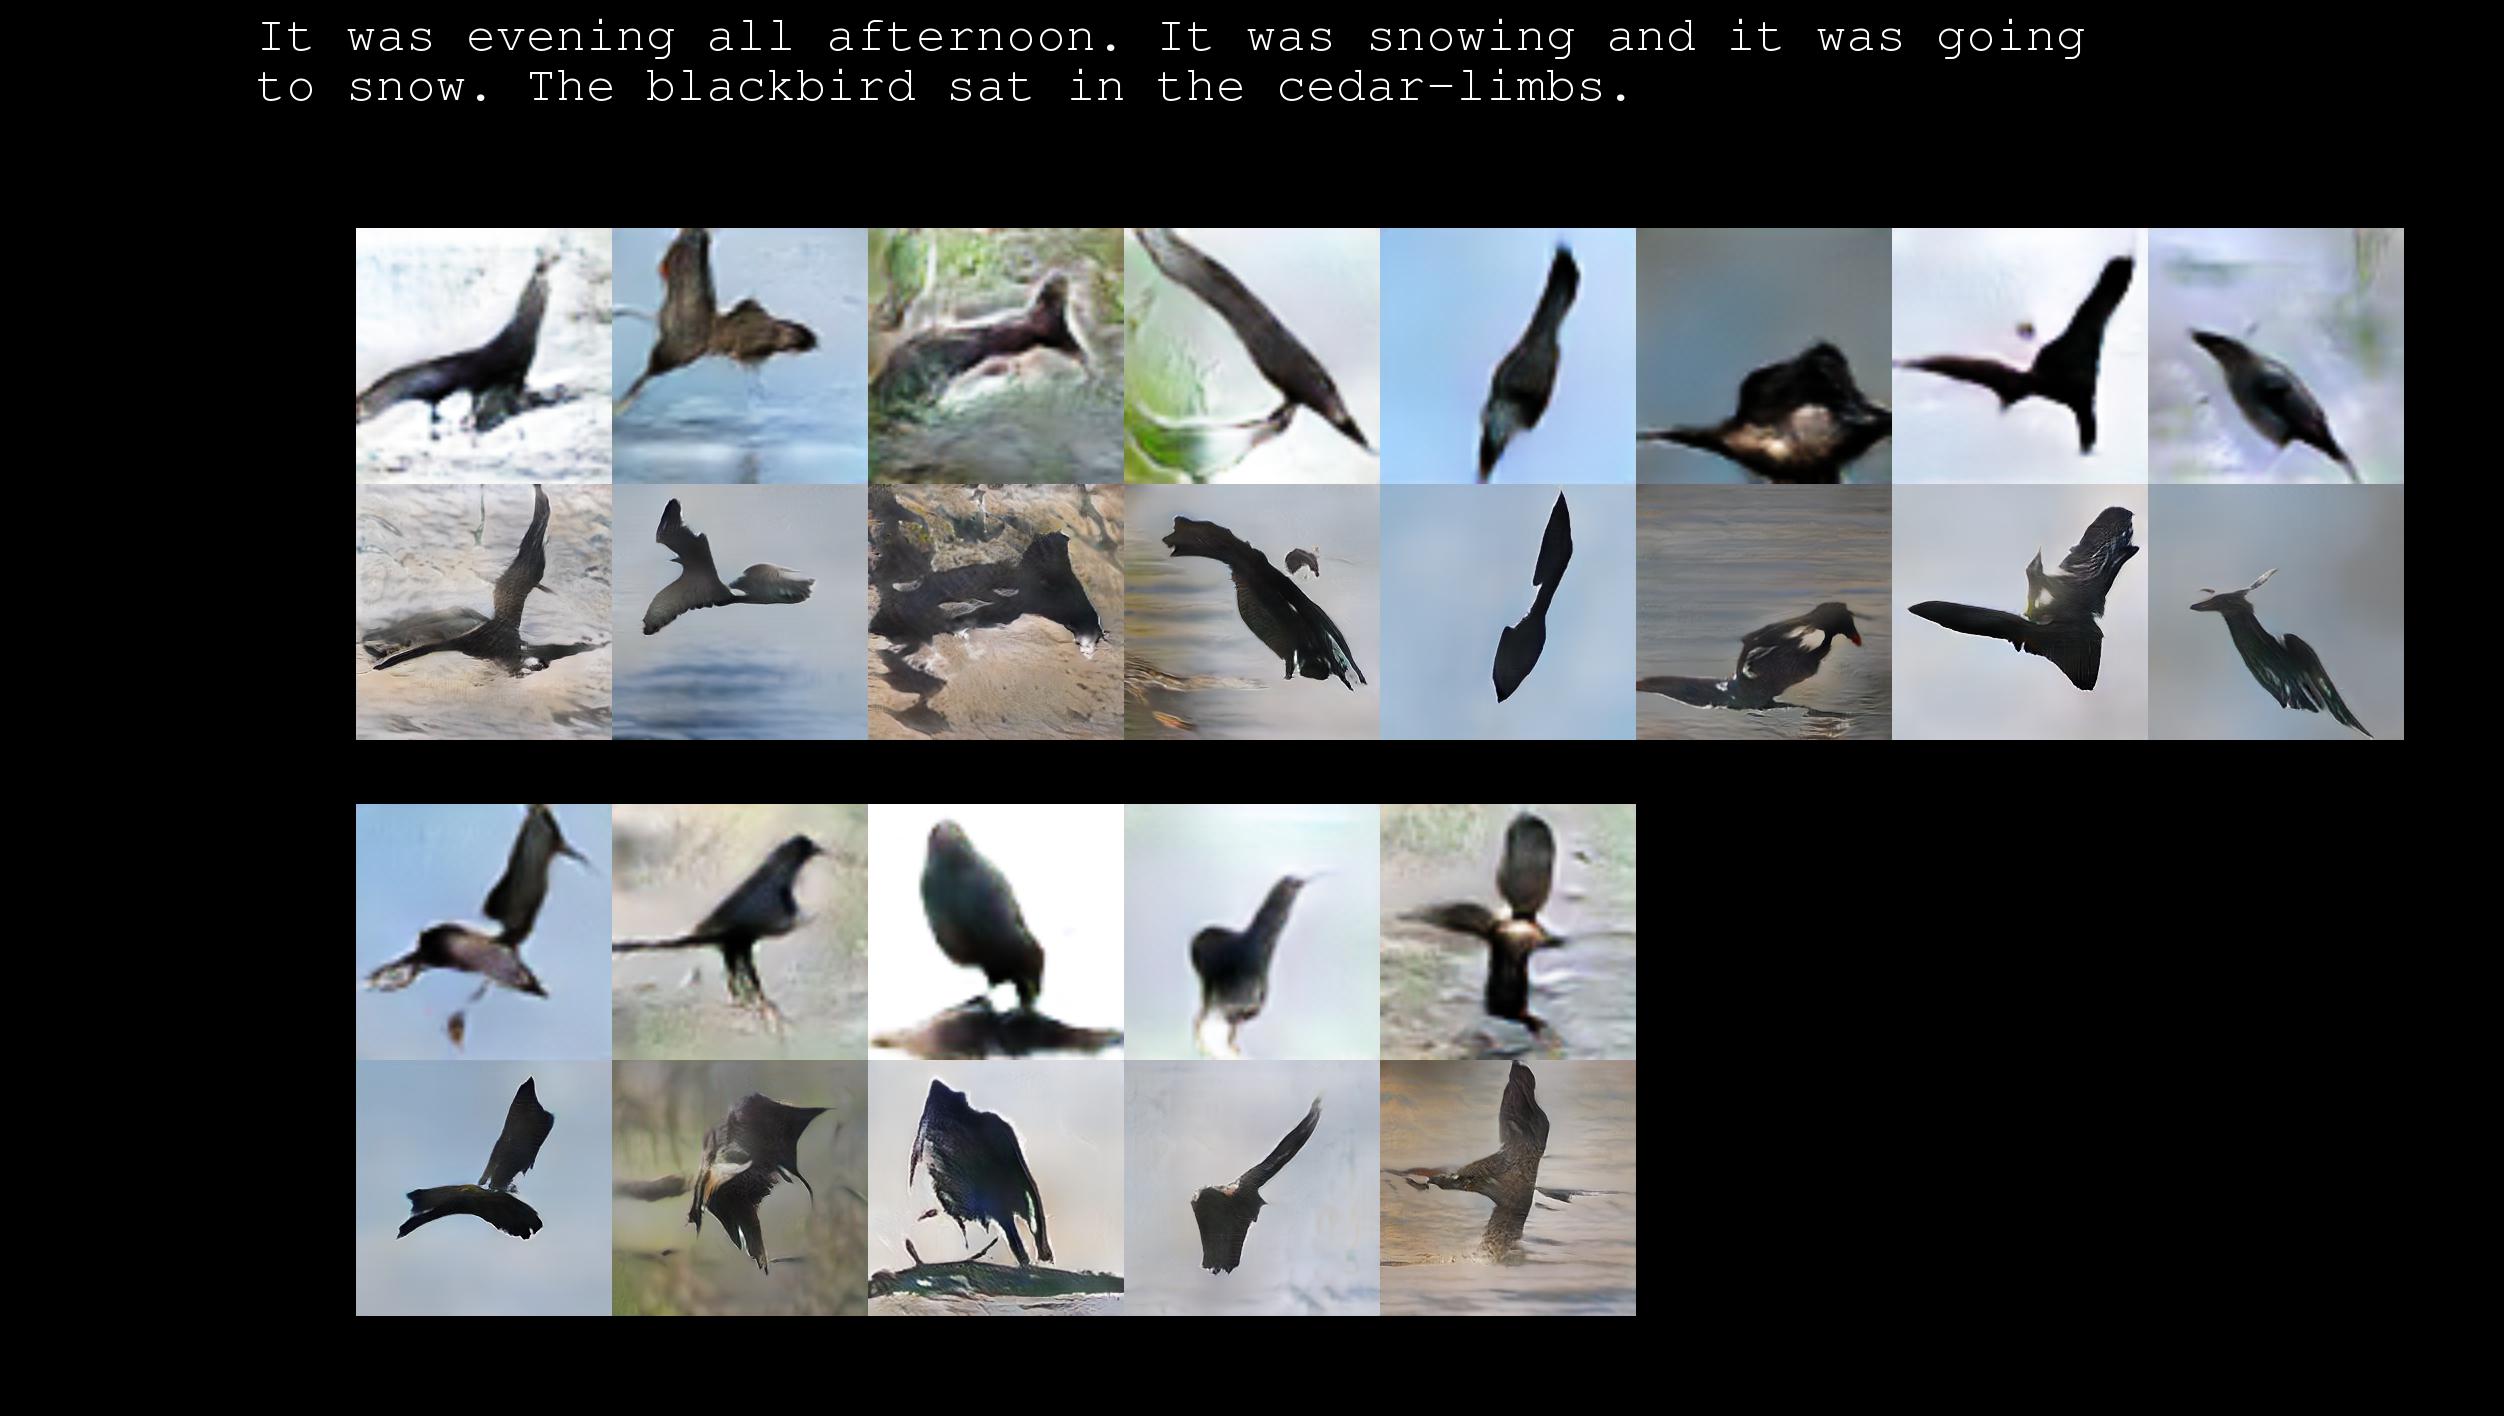 It was evening all afternoon. It was snowing and it was going
to snow. The blackbird sat in the cedar-limbs.